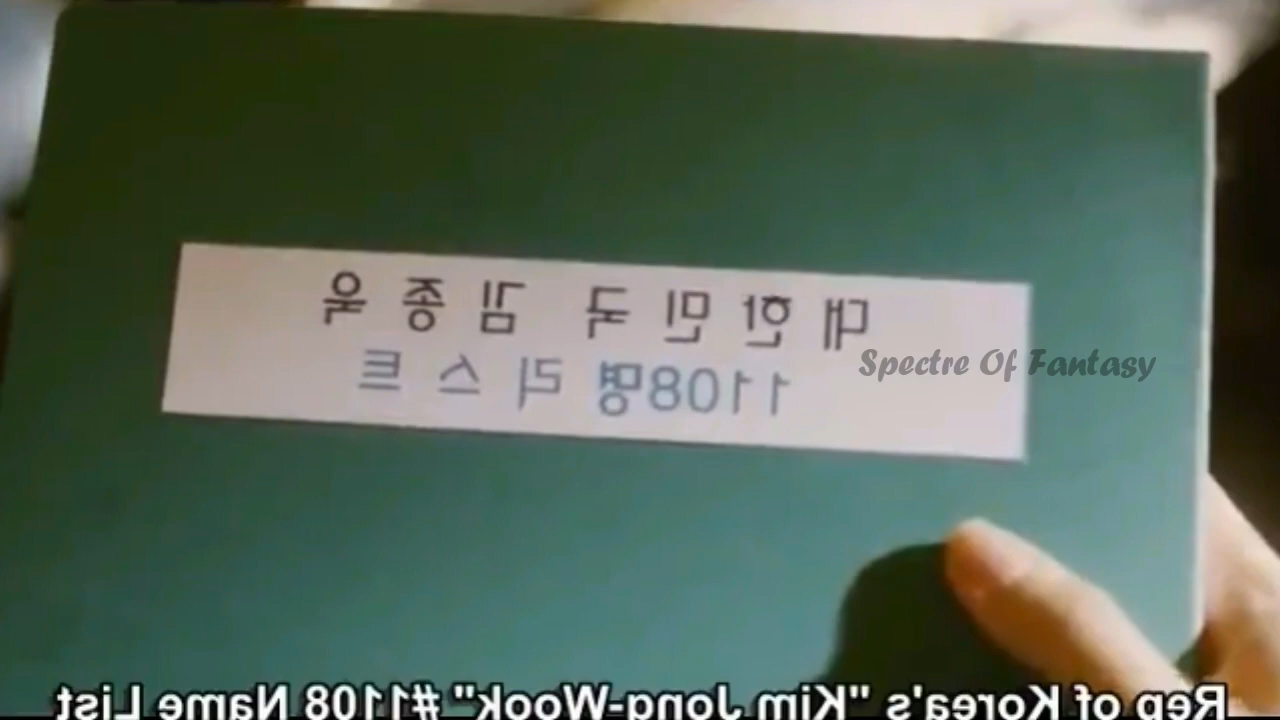 대한민국 김종욱
1108명 리스트
Spectre Of Fantasy
Rep of Korea's "Kim Jong-Wook" #1108 Name List